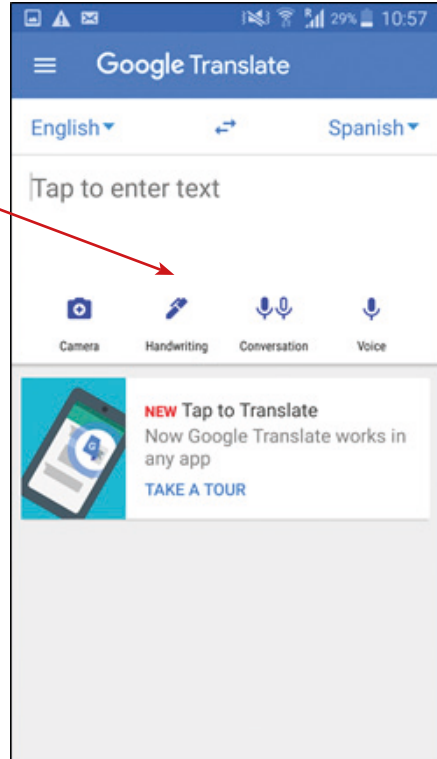 29% 10:57
Google Translate
English Spanish
Tap to enter text
Camera Handwriting Conversation Voice
NEW Tap to Translate
Now Google Translate works in
any app
TAKE A TOUR